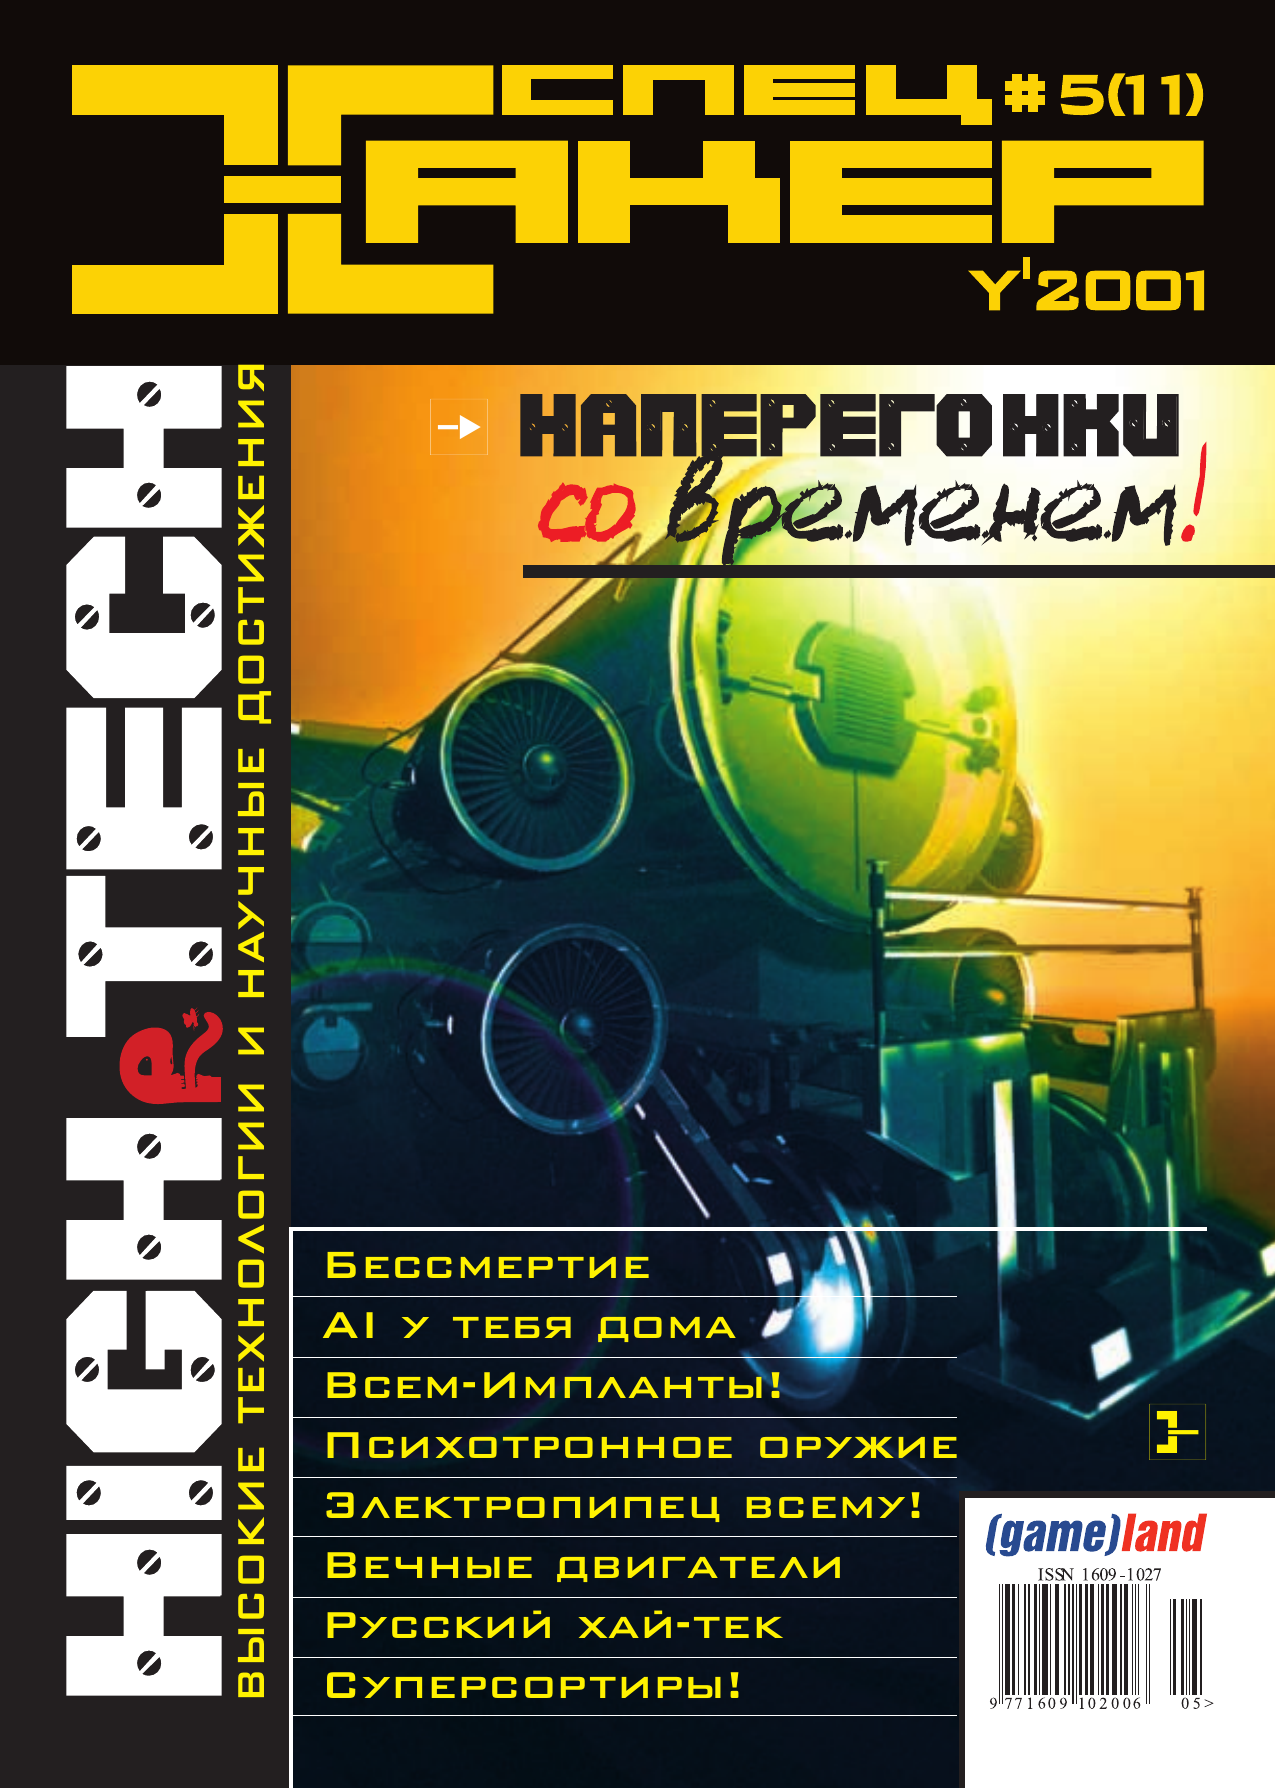 СПЕЦ #5(11)
ХАКЕР
Y'2001
HIGH TECH
ВЫСОКИЕ ТЕХНОЛОГИИ И НАУЧНЫЕ ДОСТИЖЕНИЯ
НАПЕРЕГОНКИ
со временем!
БЕССМЕРТИЕ
AI У ТЕБЯ ДОМА
ВСЕМ-ИМПЛАНТЫ!
ПСИХОТРОННОЕ ОРУЖИЕ
ЭЛЕКТРОПИПЕЦ ВСЕМУ!
ВЕЧНЫЕ ДВИГАТЕЛИ
РУССКИЙ ХАЙ-ТЕК
СУПЕРСОРТИРЫ!
(game)land
ISSN 1609-1027
9 771609 102006 05>